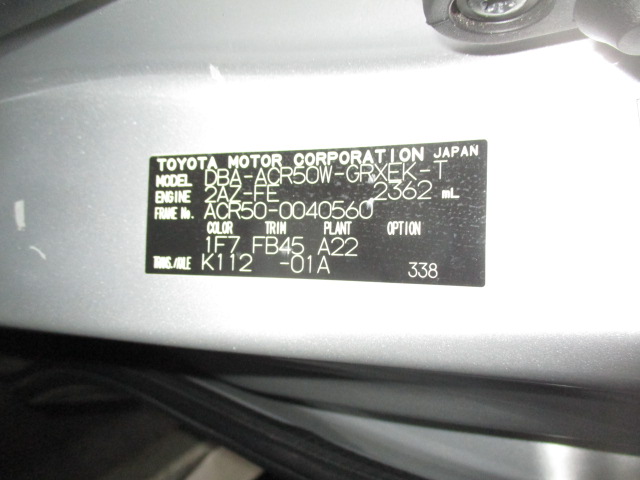 TOYOTA MOTOR CORPORATION JAPAN
MODEL DBA-ACR50W-GRXEK-T
ENGINE 2AZ-FE 2362 mL
FRAME No. ACR50-0040560
COLOR TRIM PLANT OPTION
1F7 FB45 A22
TRANS./AXLE K112 -01A 338